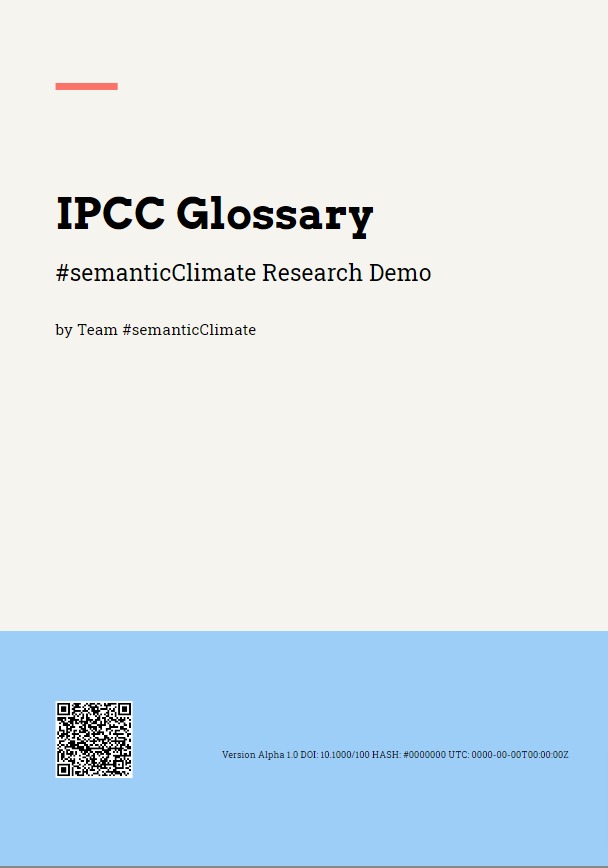 IPCC Glossary
#semanticClimate Research Demo
by Team #semanticClimate
Version Alpha 1.0 DOI: 10.1000/100 HASH: #0000000 UTC: 0000-00-00T00:00:00Z